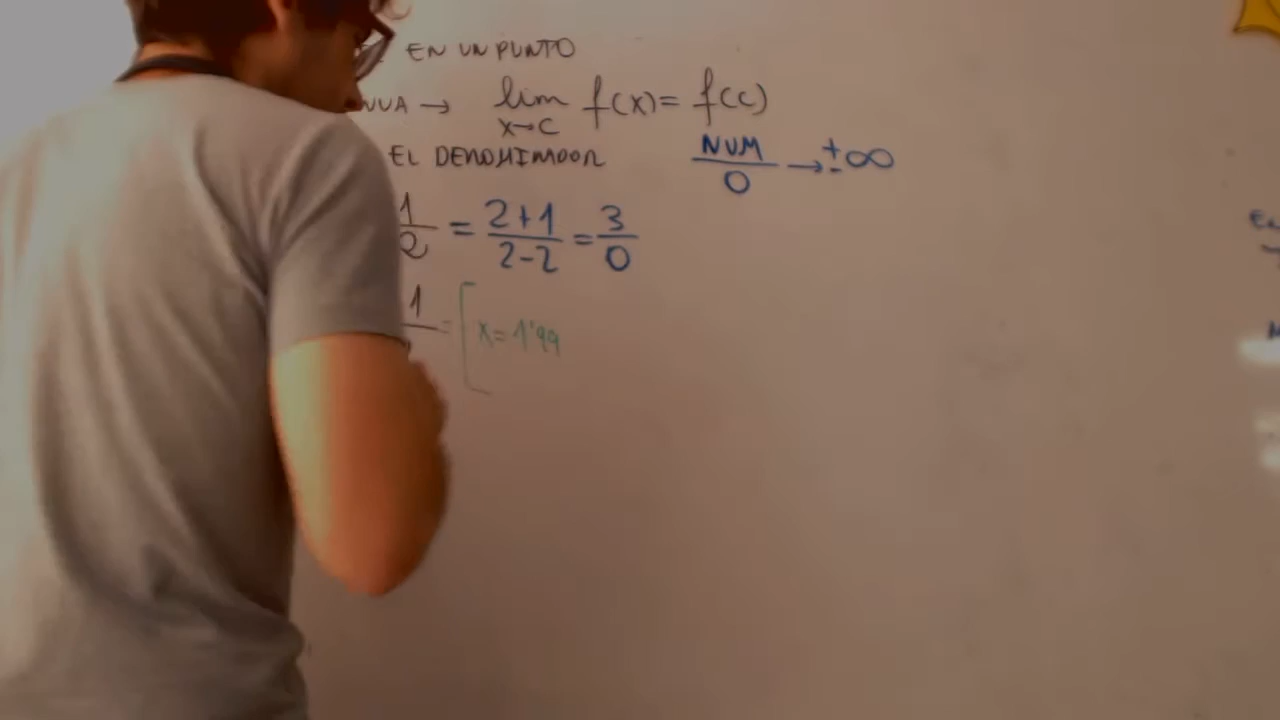 EN UN PUNTO
NUA → lim x→c f(x) = f(c)
EL DENOMINADOR
NUM/0 → ±∞
1/2 = 2+1/2-2 = 3/0
1 = [ x = 1'99